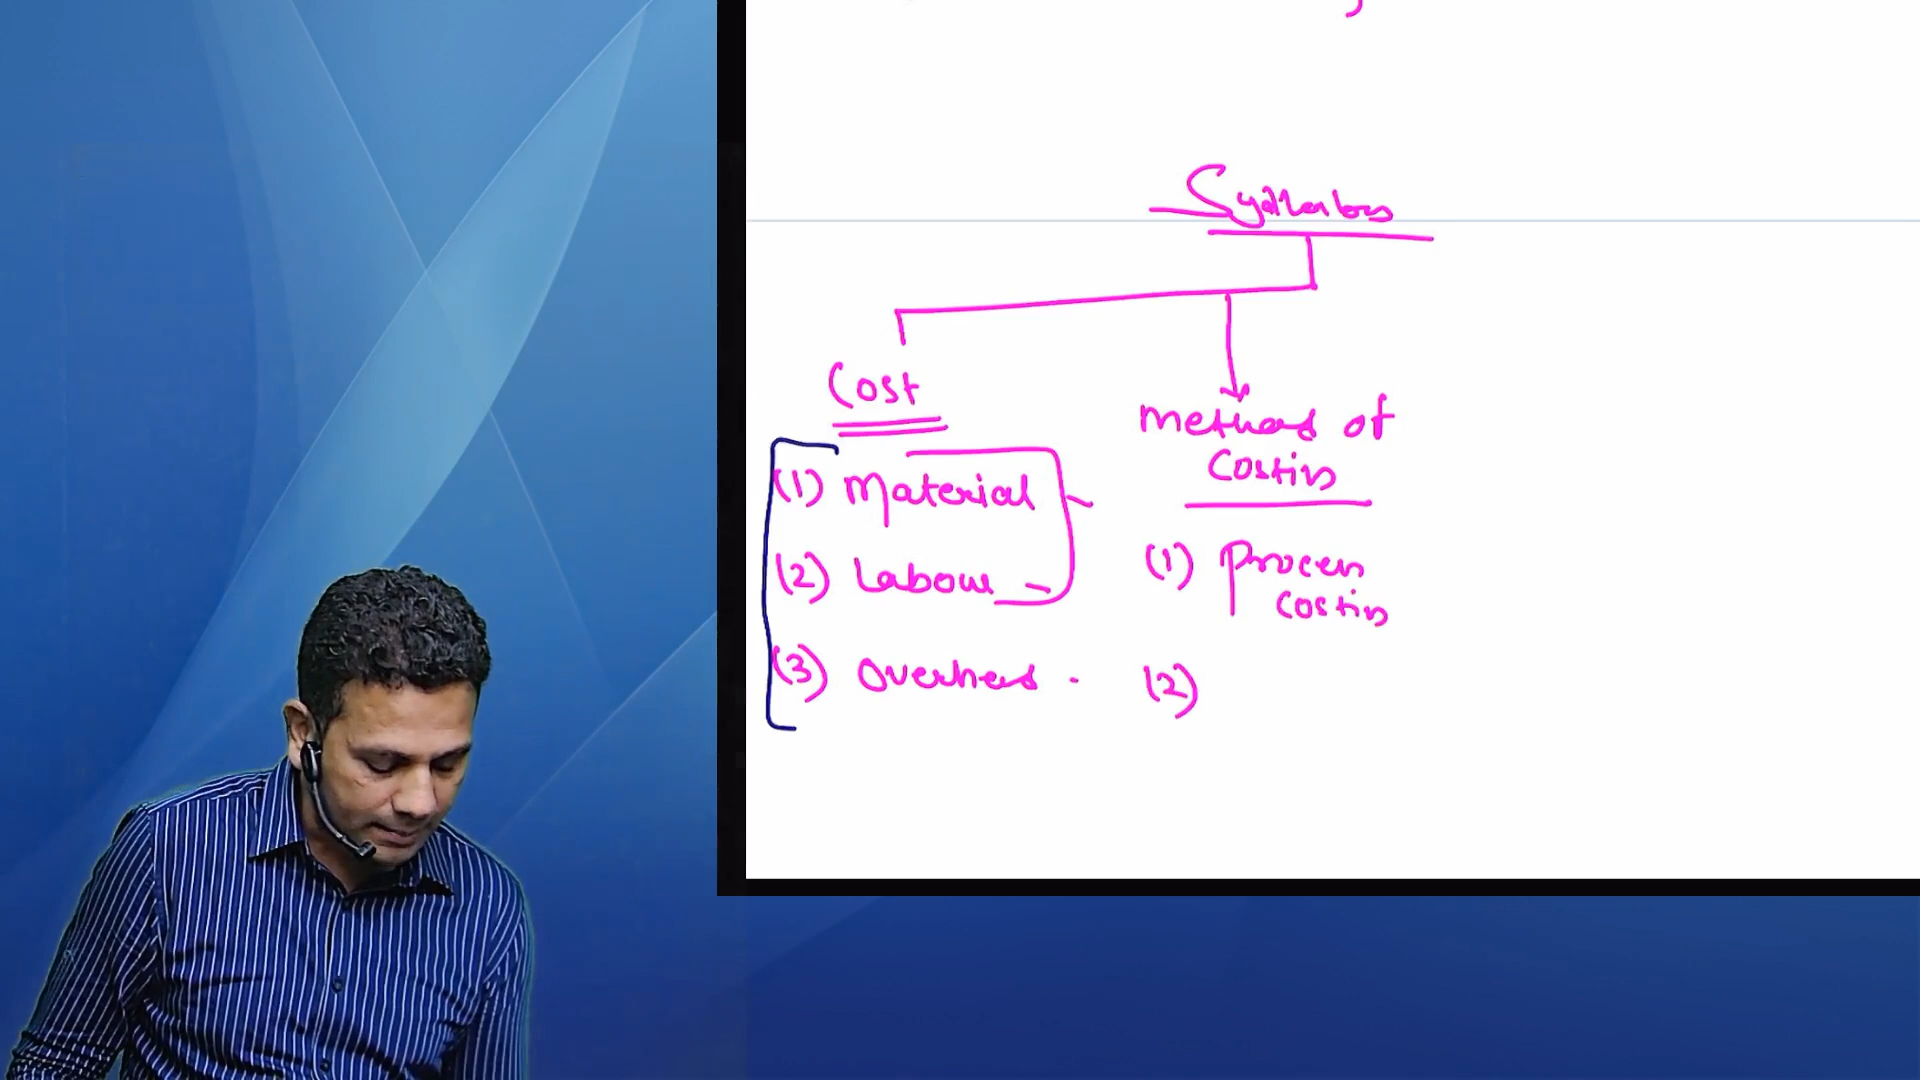 Syllabus
Cost
(1) Material
(2) Labour
(3) Overhead
Method of
Costing
(1) Process
Costing
(2)